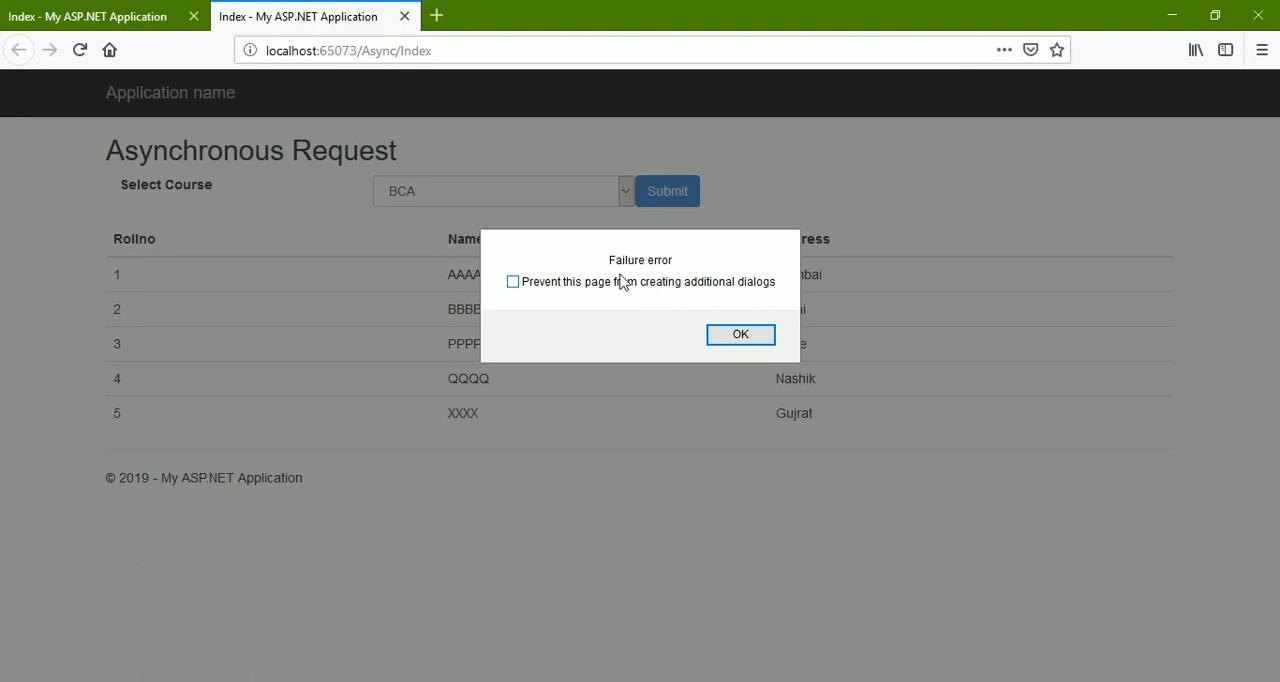 Index - My ASP.NET Application
Index - My ASP.NET Application
localhost:65073/Async/Index
Application name
Asynchronous Request
Select Course
BCA
Submit
Rollno Name ress
1 AAAA bai
2 BBBB i
3 PPPP e
4 QQQQ Nashik
5 XXXX Gujrat
Failure error
Prevent this page from creating additional dialogs
OK
© 2019 - My ASP.NET Application